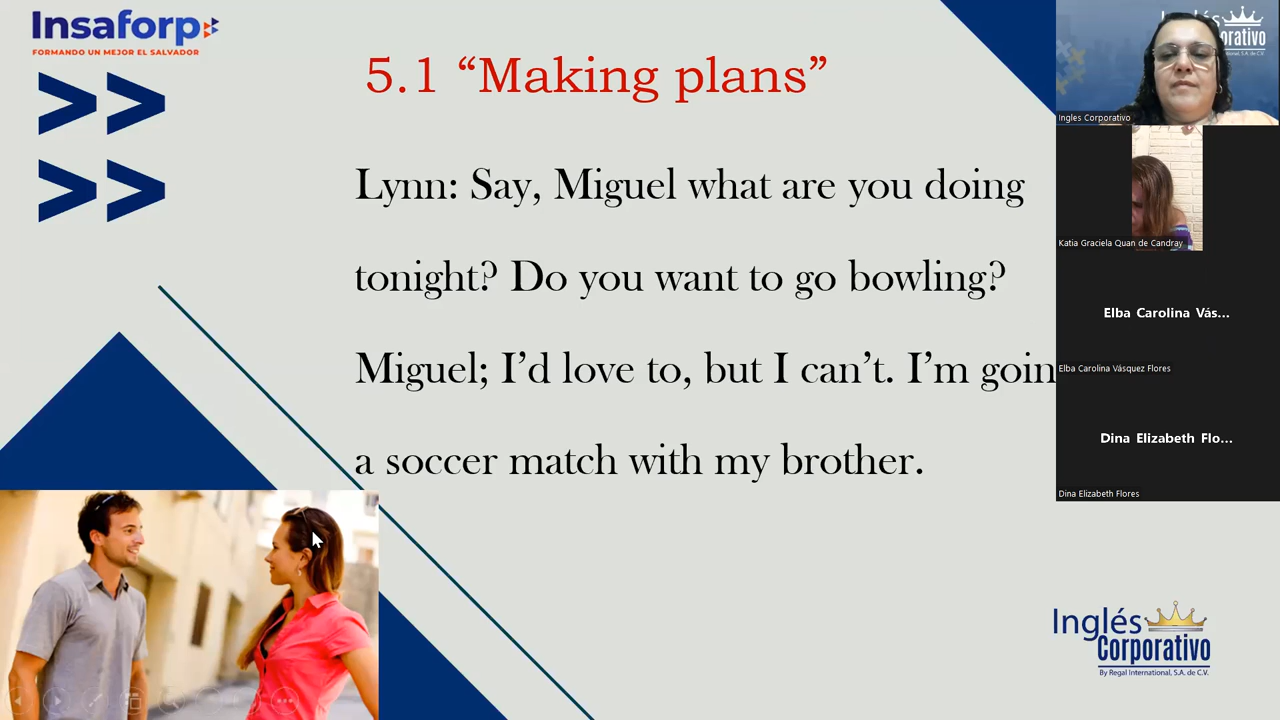 Insaforp
FORMANDO UN MEJOR EL SALVADOR
5.1 “Making plans”
Lynn: Say, Miguel what are you doing
tonight? Do you want to go bowling?
Miguel; I’d love to, but I can’t. I’m goin
a soccer match with my brother.
Ingles Corporativo
Katia Graciela Quan de Candray
Elba Carolina Vás...
Elba Carolina Vásquez Flores
Dina Elizabeth Flo...
Dina Elizabeth Flores
Inglés
Corporativo
By Regal International, S.A. de C.V.